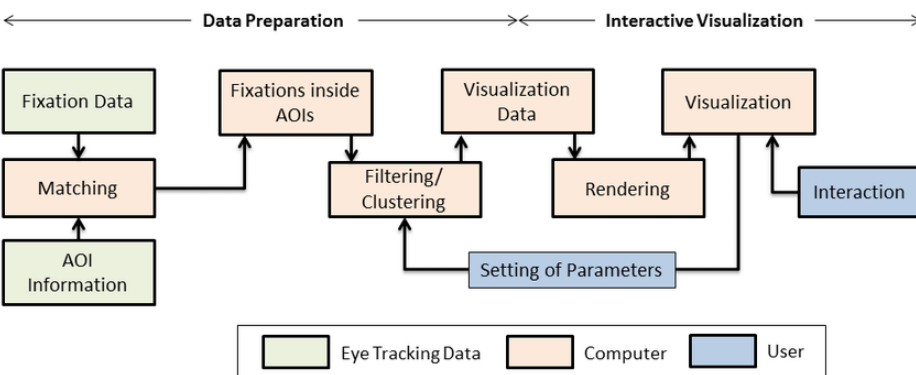 Data Preparation
Interactive Visualization
Fixation Data
Fixations inside
AOIs
Visualization
Data
Visualization
Matching
Filtering/
Clustering
Rendering
Interaction
AOI
Information
Setting of Parameters
Eye Tracking Data
Computer
User